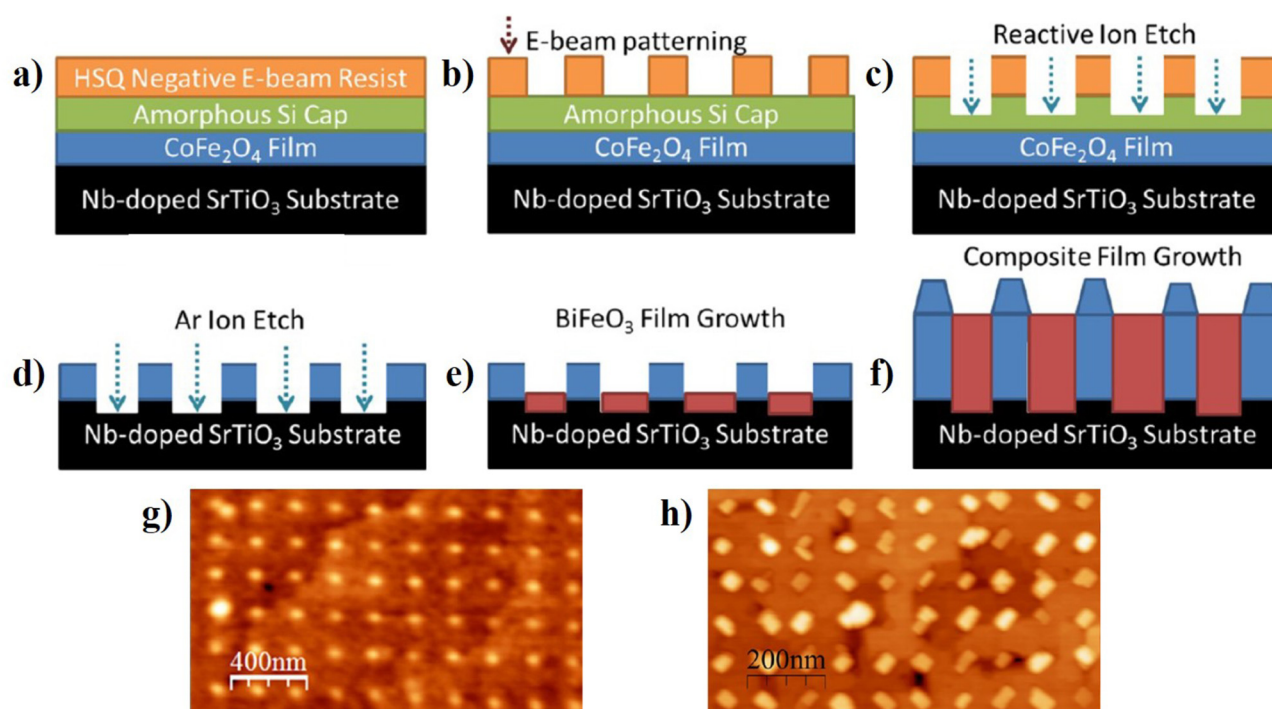 a)
HSQ Negative E-beam Resist
Amorphous Si Cap
CoFe₂O₄ Film
Nb-doped SrTiO₃ Substrate
b)
E-beam patterning
Amorphous Si Cap
CoFe₂O₄ Film
Nb-doped SrTiO₃ Substrate
c)
Reactive Ion Etch
CoFe₂O₄ Film
Nb-doped SrTiO₃ Substrate
d)
Ar Ion Etch
Nb-doped SrTiO₃ Substrate
e)
BiFeO₃ Film Growth
Nb-doped SrTiO₃ Substrate
f)
Composite Film Growth
Nb-doped SrTiO₃ Substrate
g)
400nm
h)
200nm